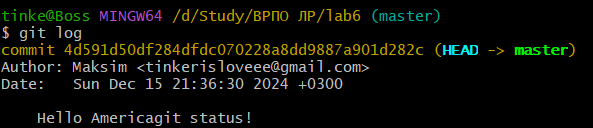 tinke@Boss MINGW64 /d/Study/ВРПО ЛР/lab6 (master)
$ git log
commit 4d591d50df284dfdc070228a8dd9887a901d282c (HEAD -> master)
Author: Maksim <tinkerisloveee@gmail.com>
Date:   Sun Dec 15 21:36:30 2024 +0300
    Hello Americagit status!